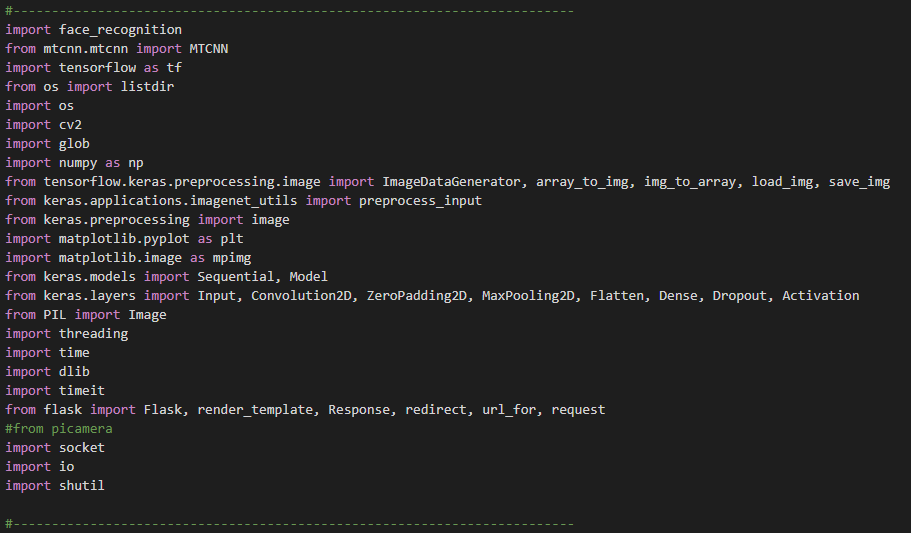 #-------------------------------------------------------------------------
import face_recognition
from mtcnn.mtcnn import MTCNN
import tensorflow as tf
from os import listdir
import os
import cv2
import glob
import numpy as np
from tensorflow.keras.preprocessing.image import ImageDataGenerator, array_to_img, img_to_array, load_img, save_img
from keras.applications.imagenet_utils import preprocess_input
from keras.preprocessing import image
import matplotlib.pyplot as plt
import matplotlib.image as mpimg
from keras.models import Sequential, Model
from keras.layers import Input, Convolution2D, ZeroPadding2D, MaxPooling2D, Flatten, Dense, Dropout, Activation
from PIL import Image
import threading
import time
import dlib
import timeit
from flask import Flask, render_template, Response, redirect, url_for, request
#from picamera
import socket
import io
import shutil
#-------------------------------------------------------------------------